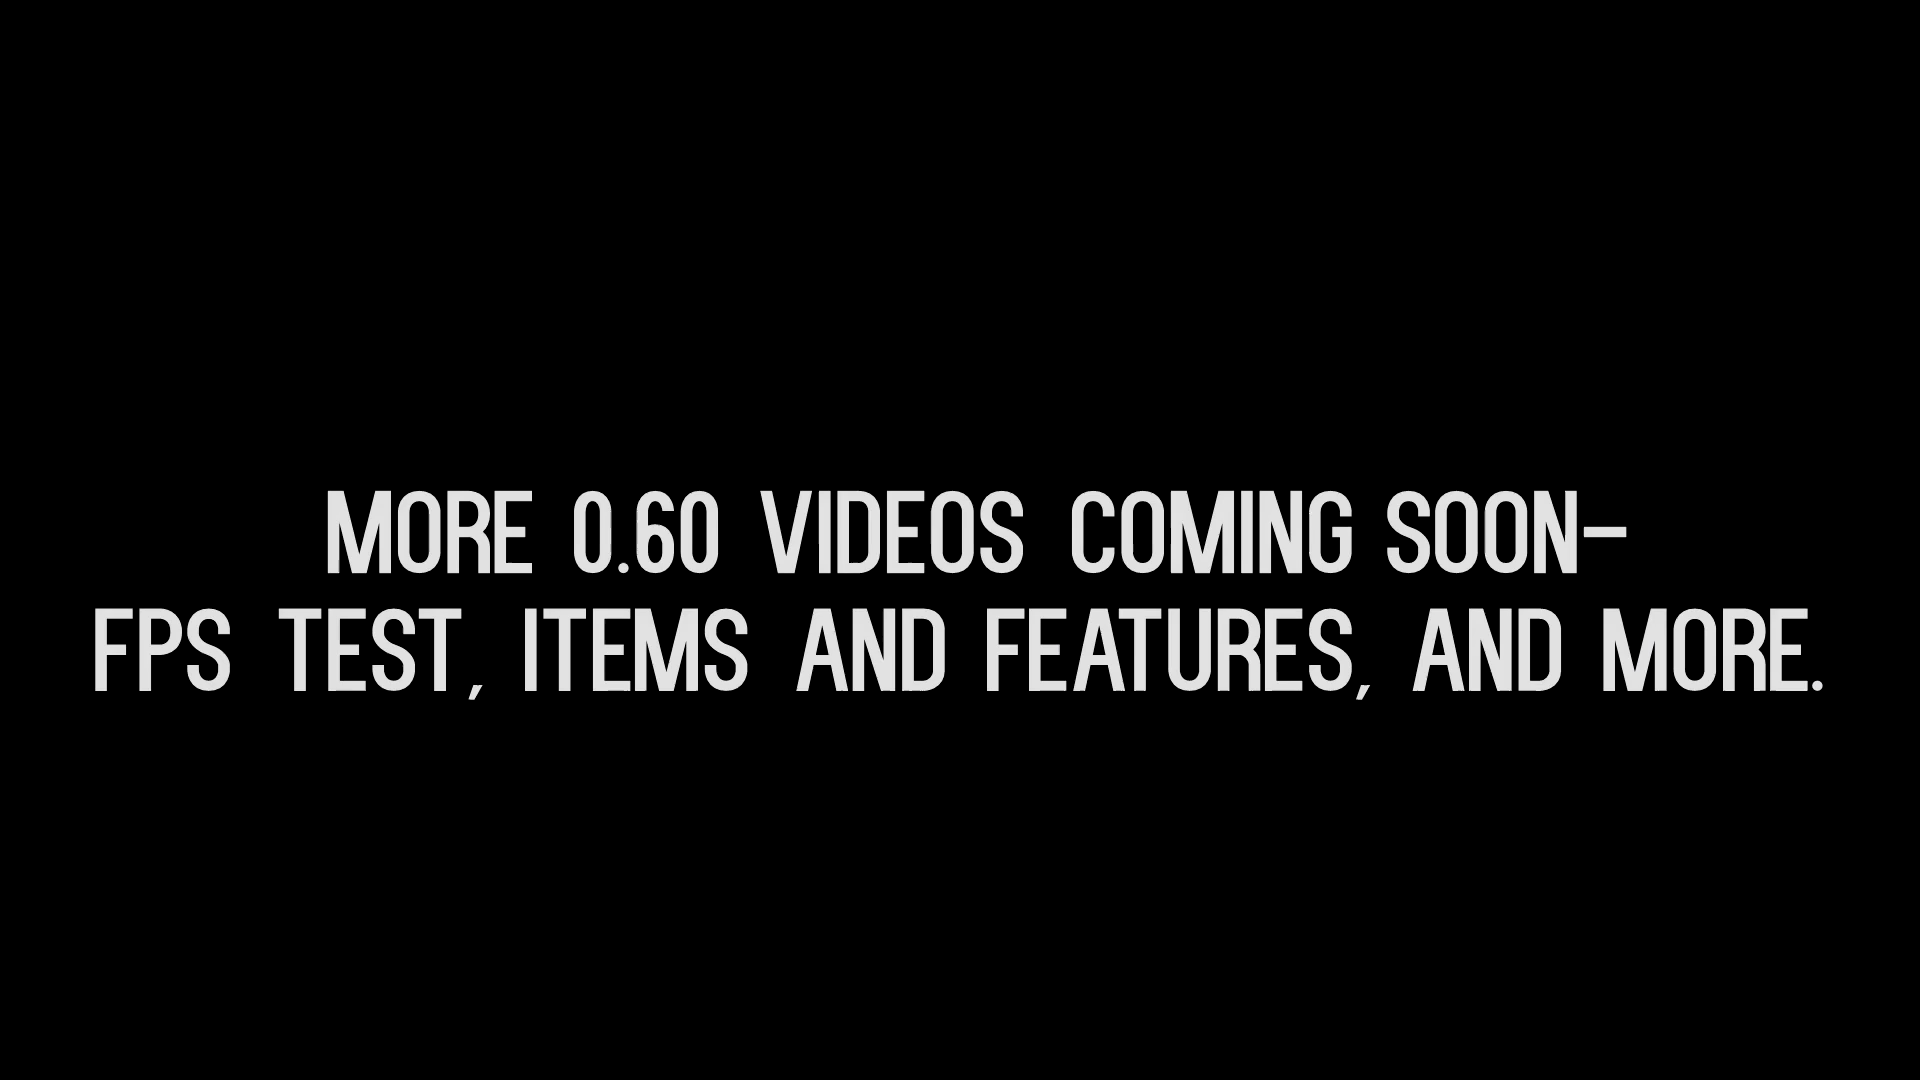 MORE 0.60 VIDEOS COMING SOON–
FPS TEST, ITEMS AND FEATURES, AND MORE.